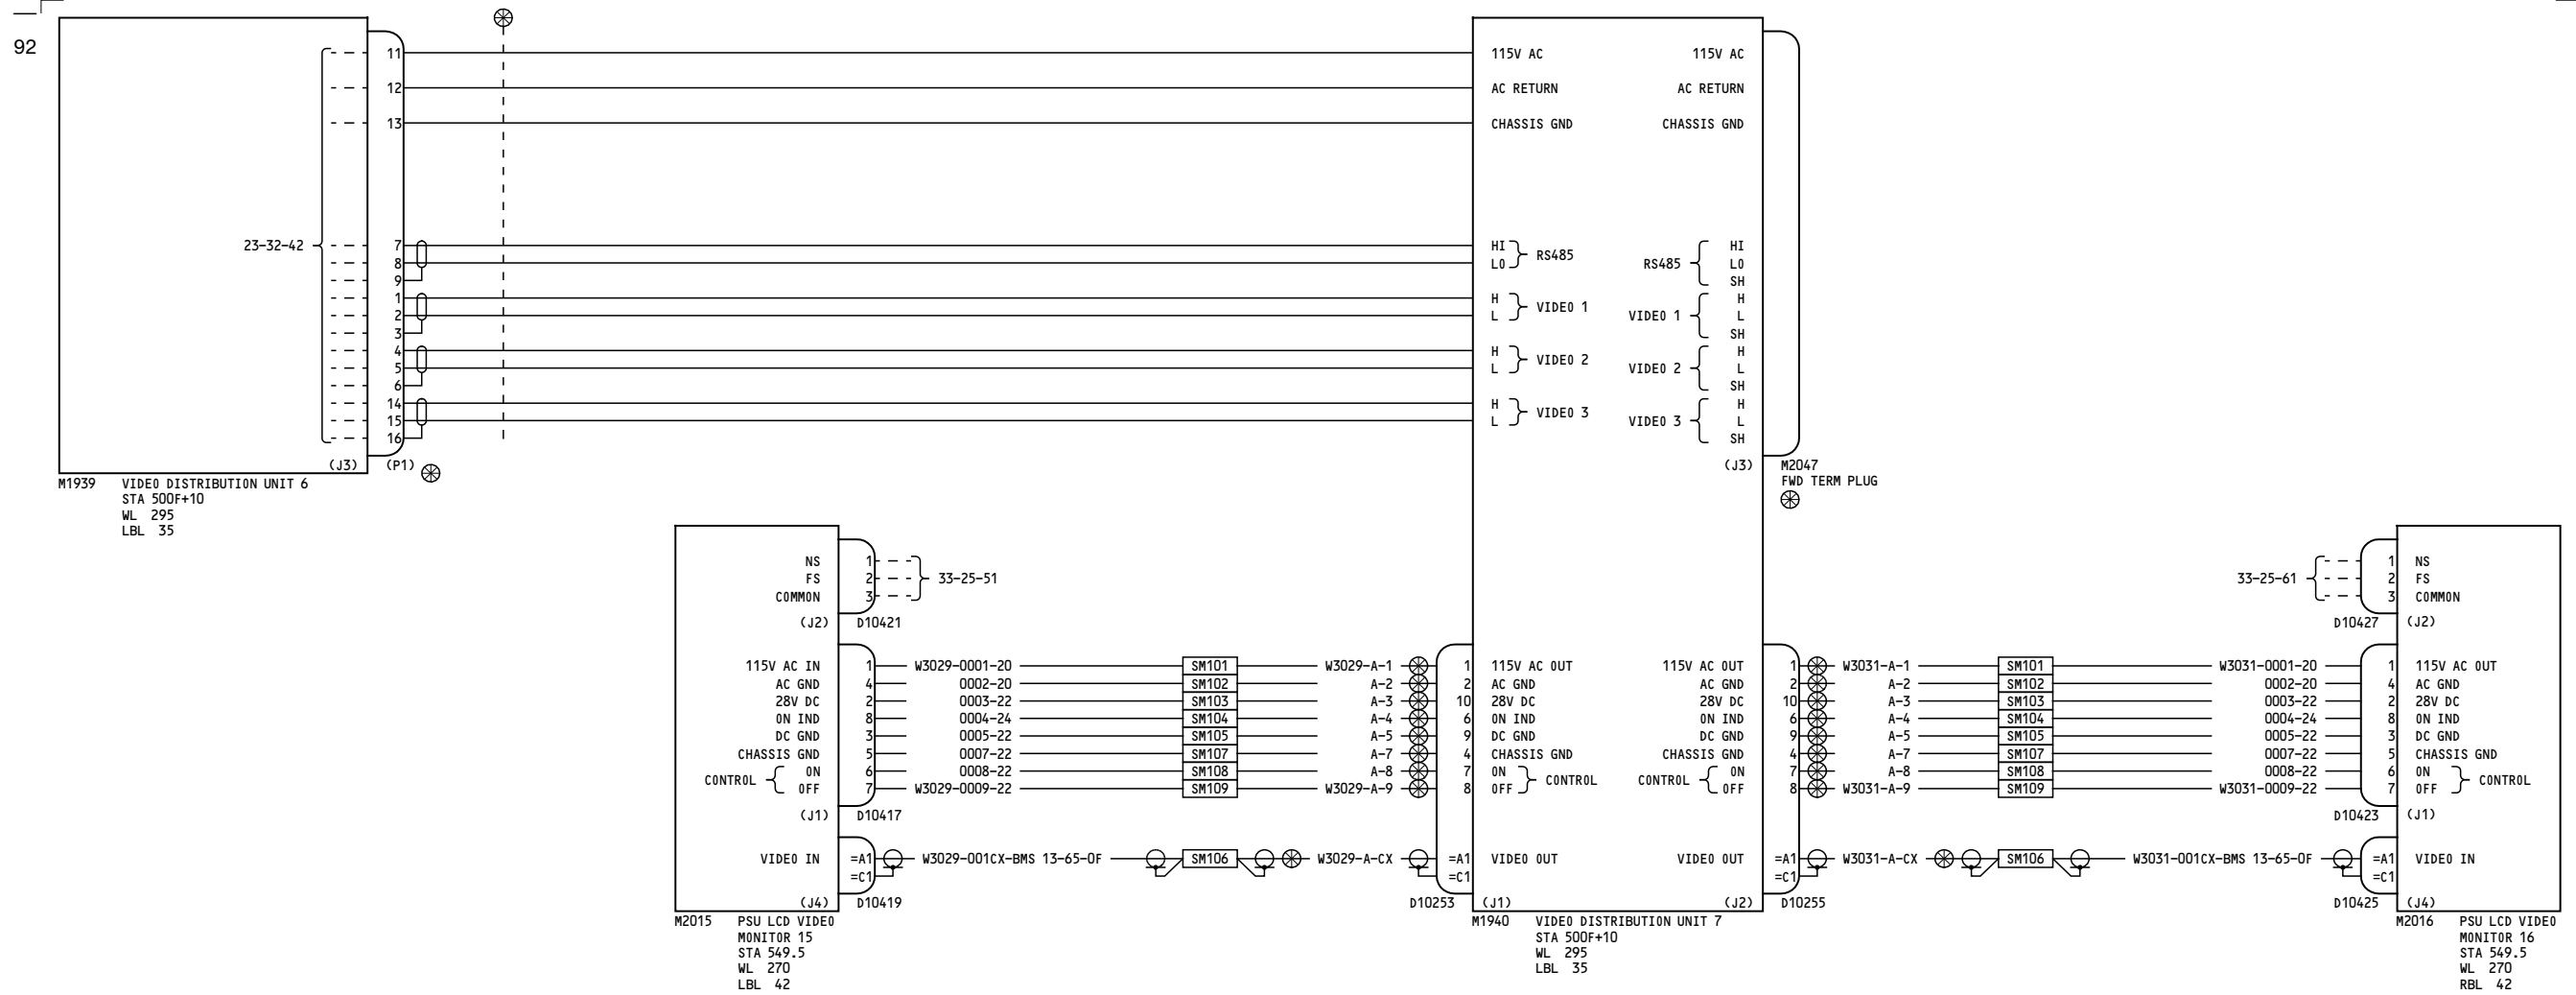 92
11
12
13
23-32-42
7
8
9
1
2
3
4
5
6
14
15
16
(J3) (P1)
M1939 VIDEO DISTRIBUTION UNIT 6
STA 500F+10
WL 295
LBL 35
115V AC 115V AC
AC RETURN AC RETURN
CHASSIS GND CHASSIS GND
HI HI
RS485
LO RS485 LO
SH
H H
VIDEO 1
L VIDEO 1 L
SH
H H
VIDEO 2
L VIDEO 2 L
SH
H H
VIDEO 3
L VIDEO 3 L
SH
(J3) M2047
FWD TERM PLUG
NS 1
FS 2 33-25-51
COMMON 3
(J2) D10421
33-25-61
1 NS
2 FS
3 COMMON
D10427 (J2)
115V AC IN 1 W3029-0001-20 SM101 W3029-A-1 1 115V AC OUT 115V AC OUT 1 W3031-A-1 SM101 W3031-0001-20 1 115V AC OUT
AC GND 4 0002-20 SM102 A-2 2 AC GND AC GND 2 A-2 SM102 0002-20 4 AC GND
28V DC 2 0003-22 SM103 A-3 10 28V DC 28V DC 10 A-3 SM103 0003-22 2 28V DC
ON IND 8 0004-24 SM104 A-4 6 ON IND ON IND 6 A-4 SM104 0004-24 8 ON IND
DC GND 3 0005-22 SM105 A-5 9 DC GND DC GND 9 A-5 SM105 0005-22 3 DC GND
CHASSIS GND 5 0007-22 SM107 A-7 4 CHASSIS GND CHASSIS GND 4 A-7 SM107 0007-22 5 CHASSIS GND
ON 6 0008-22 SM108 A-8 7 ON ON 7 A-8 SM108 0008-22 6 ON
CONTROL CONTROL CONTROL CONTROL
OFF 7 W3029-0009-22 SM109 W3029-A-9 8 OFF OFF 8 W3031-A-9 SM109 W3031-0009-22 7 OFF
(J1) D10417 D10423 (J1)
VIDEO IN =A1 W3029-001CX-BMS 13-65-0F SM106 W3029-A-CX =A1 VIDEO OUT VIDEO OUT =A1 W3031-A-CX SM106 W3031-001CX-BMS 13-65-0F =A1 VIDEO IN
=C1 =C1 =C1 =C1
(J4) D10419 D10253 (J1) (J2) D10255 D10425 (J4)
M2015 PSU LCD VIDEO
MONITOR 15
STA 549.5
WL 270
LBL 42
M1940 VIDEO DISTRIBUTION UNIT 7
STA 500F+10
WL 295
LBL 35
M2016 PSU LCD VIDEO
MONITOR 16
STA 549.5
WL 270
RBL 42